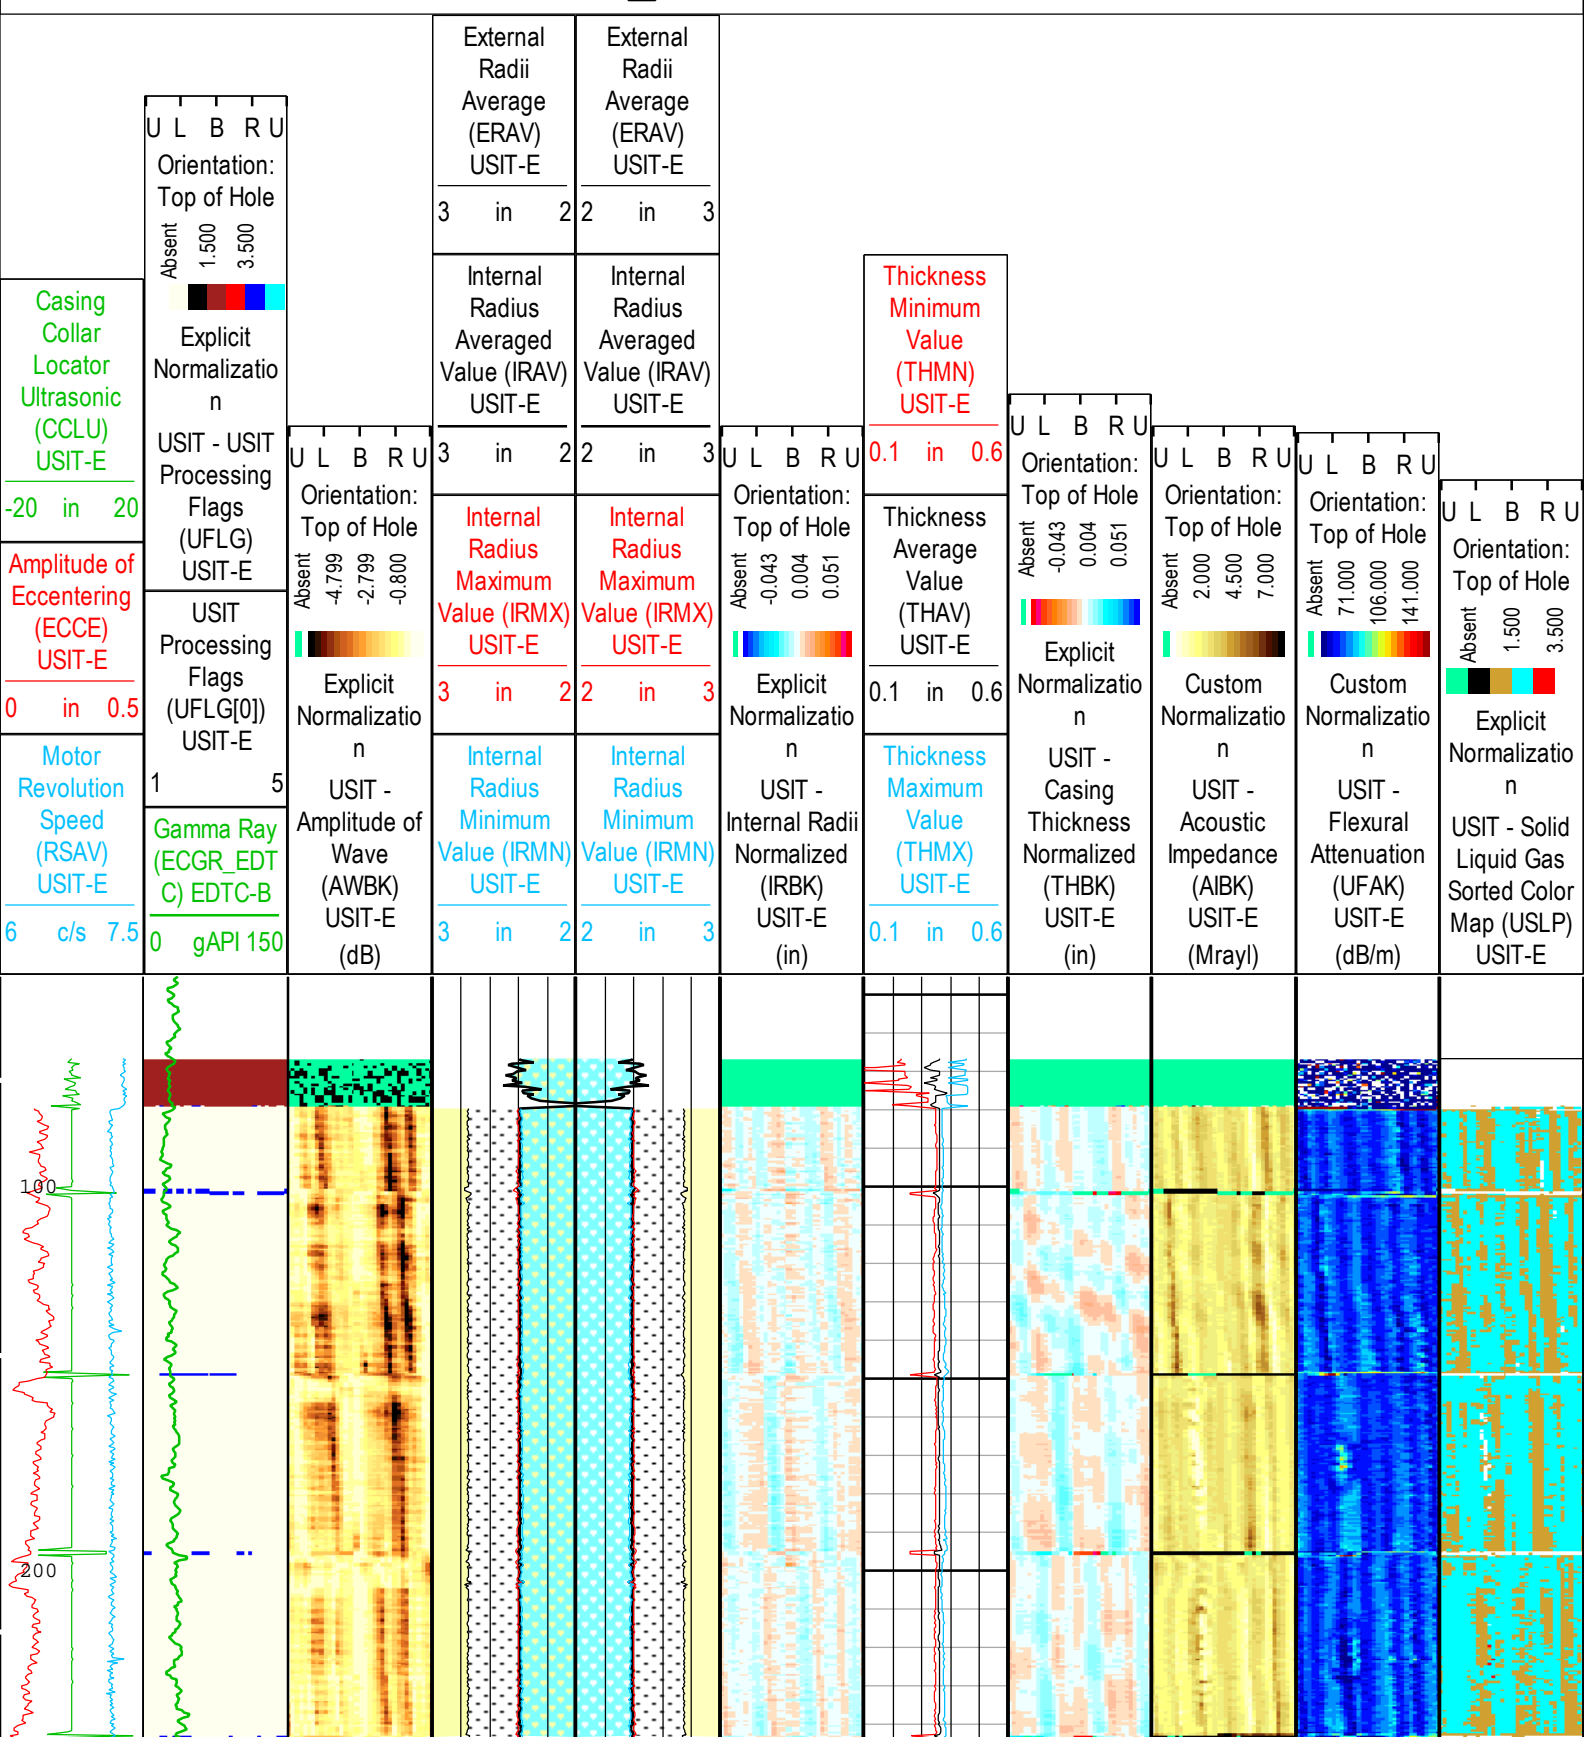 Casing
Collar
Locator
Ultrasonic
(CCLU)
USIT-E
-20 in 20
Amplitude of
Eccentering
(ECCE)
USIT-E
0 in 0.5
Motor
Revolution
Speed
(RSAV)
USIT-E
6 c/s 7.5
U L B R U
Orientation:
Top of Hole
Absent
1.500
3.500
Explicit
Normalizatio
n
USIT - USIT
Processing
Flags
(UFLG)
USIT-E
USIT
Processing
Flags
(UFLG[0])
USIT-E
1 5
Gamma Ray
(ECGR_EDT
C) EDTC-B
0 gAPI 150
U L B R U
Orientation:
Top of Hole
Absent
-4.799
-2.799
-0.800
Explicit
Normalizatio
n
USIT -
Amplitude of
Wave
(AWBK)
USIT-E
(dB)
External
Radii
Average
(ERAV)
USIT-E
3 in 2
Internal
Radius
Averaged
Value (IRAV)
USIT-E
3 in 2
Internal
Radius
Maximum
Value (IRMX)
USIT-E
3 in 2
Internal
Radius
Minimum
Value (IRMN)
USIT-E
3 in 2
External
Radii
Average
(ERAV)
USIT-E
2 in 3
Internal
Radius
Averaged
Value (IRAV)
USIT-E
2 in 3
Internal
Radius
Maximum
Value (IRMX)
USIT-E
2 in 3
Internal
Radius
Minimum
Value (IRMN)
USIT-E
2 in 3
U L B R U
Orientation:
Top of Hole
Absent
-0.043
0.004
0.051
Explicit
Normalizatio
n
USIT -
Internal Radii
Normalized
(IRBK)
USIT-E
(in)
Thickness
Minimum
Value
(THMN)
USIT-E
0.1 in 0.6
Thickness
Average
Value
(THAV)
USIT-E
0.1 in 0.6
Thickness
Maximum
Value
(THMX)
USIT-E
0.1 in 0.6
U L B R U
Orientation:
Top of Hole
Absent
-0.043
0.004
0.051
Explicit
Normalizatio
n
USIT -
Casing
Thickness
Normalized
(THBK)
USIT-E
(in)
U L B R U
Orientation:
Top of Hole
Absent
2.000
4.500
7.000
Custom
Normalizatio
n
USIT -
Acoustic
Impedance
(AIBK)
USIT-E
(Mrayl)
U L B R U
Orientation:
Top of Hole
Absent
71.000
106.000
141.000
Custom
Normalizatio
n
USIT -
Flexural
Attenuation
(UFAK)
USIT-E
(dB/m)
U L B R U
Orientation:
Top of Hole
Absent
1.500
3.500
Explicit
Normalizatio
n
USIT - Solid
Liquid Gas
Sorted Color
Map (USLP)
USIT-E
100
200